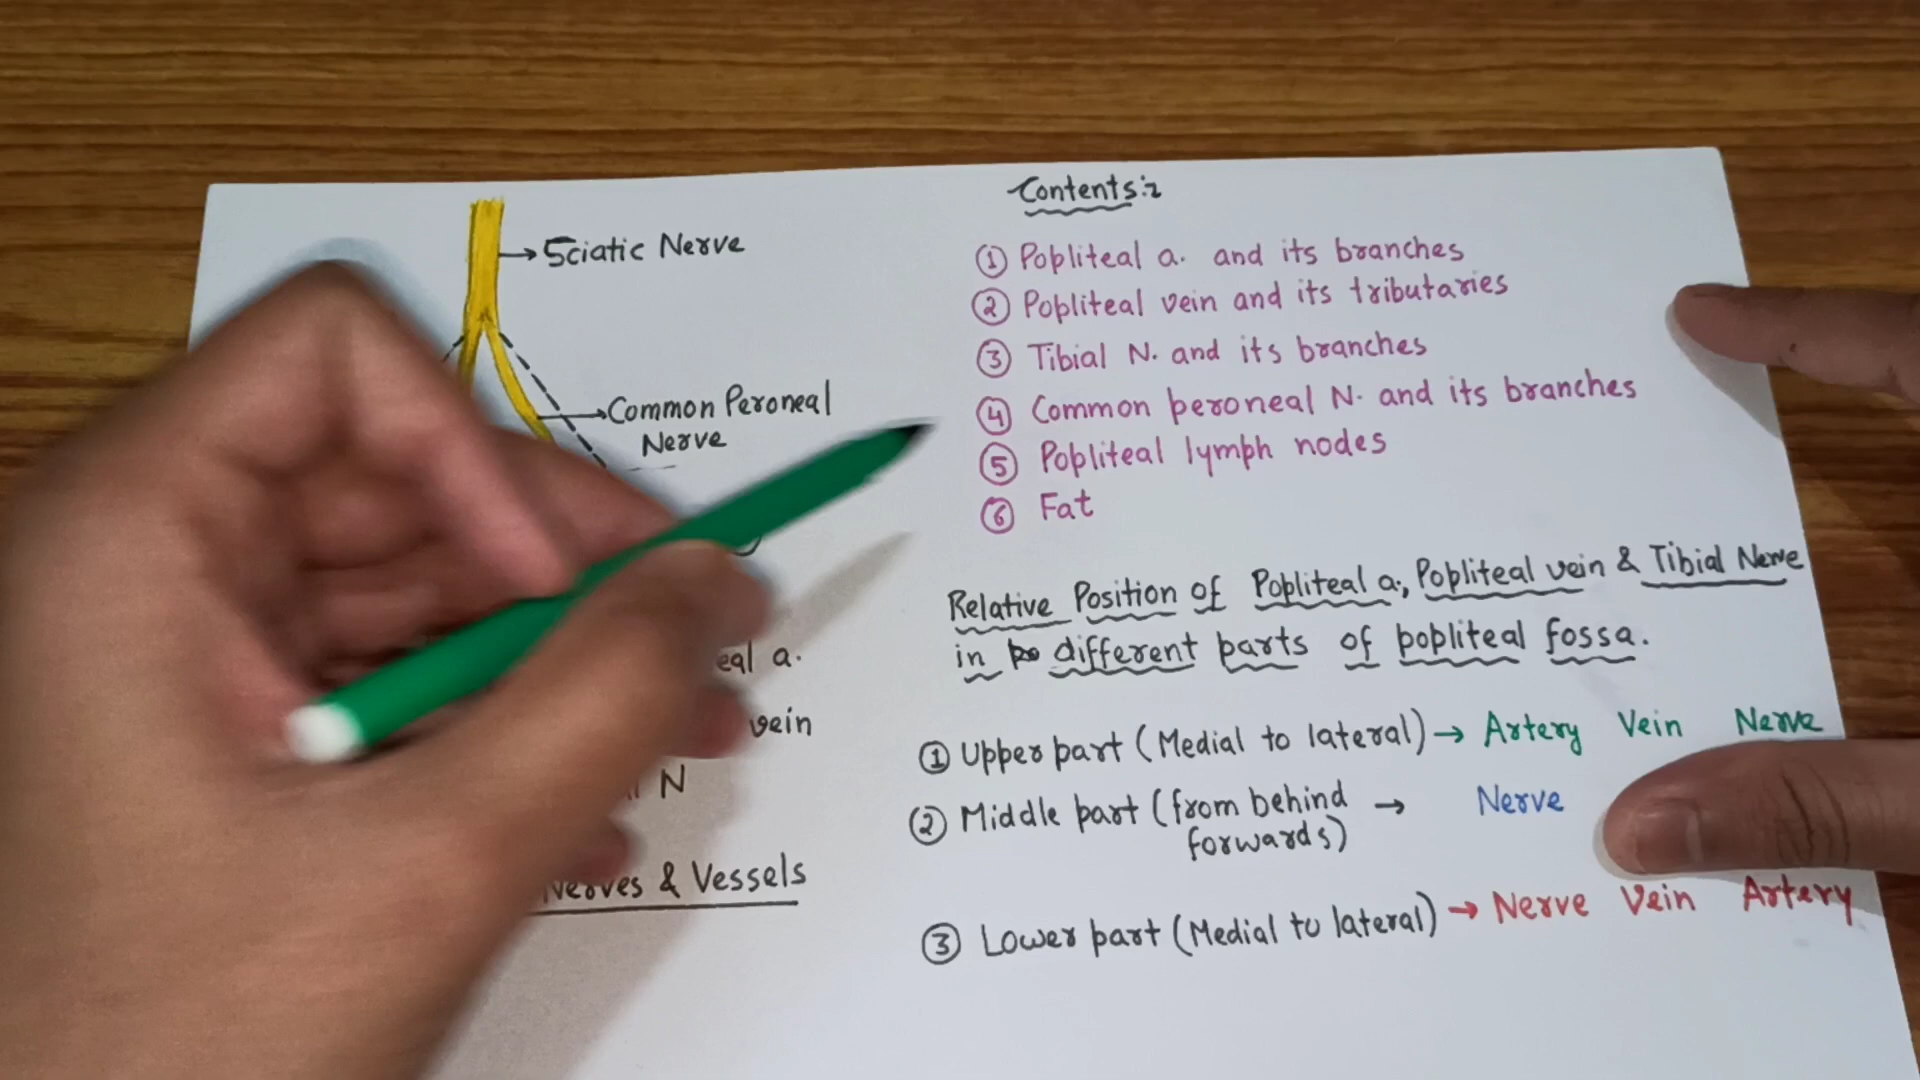 Sciatic Nerve
Common Peroneal
Nerve
a.
vein
N
Nerves & Vessels
Contents:-
① Popliteal a. and its branches
② Popliteal vein and its tributaries
③ Tibial N. and its branches
④ Common peroneal N. and its branches
⑤ Popliteal lymph nodes
⑥ Fat
Relative Position of Popliteal a., Popliteal vein & Tibial Nerve
in different parts of popliteal fossa.
① Upper part (Medial to lateral) → Artery Vein Nerve
② Middle part (from behind → Nerve
forwards)
③ Lower part (Medial to lateral) → Nerve Vein Artery